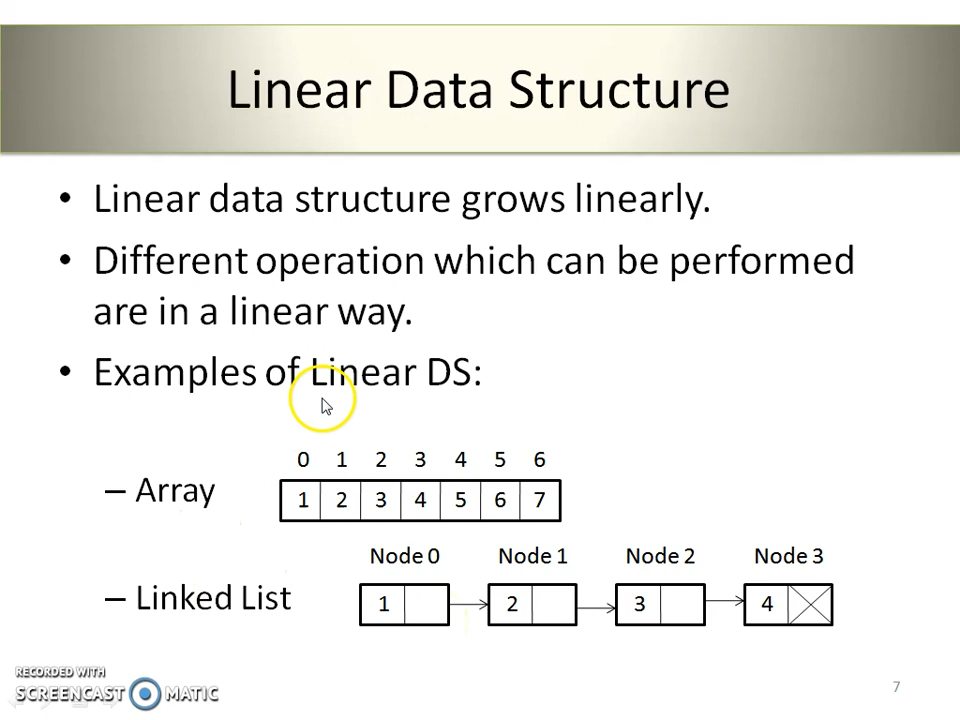 Linear Data Structure
• Linear data structure grows linearly.
• Different operation which can be performed
are in a linear way.
• Examples of Linear DS:
0 1 2 3 4 5 6
– Array 1 2 3 4 5 6 7
Node 0 Node 1 Node 2 Node 3
– Linked List 1 2 3 4
RECORDED WITH
SCREENCAST MATIC
7